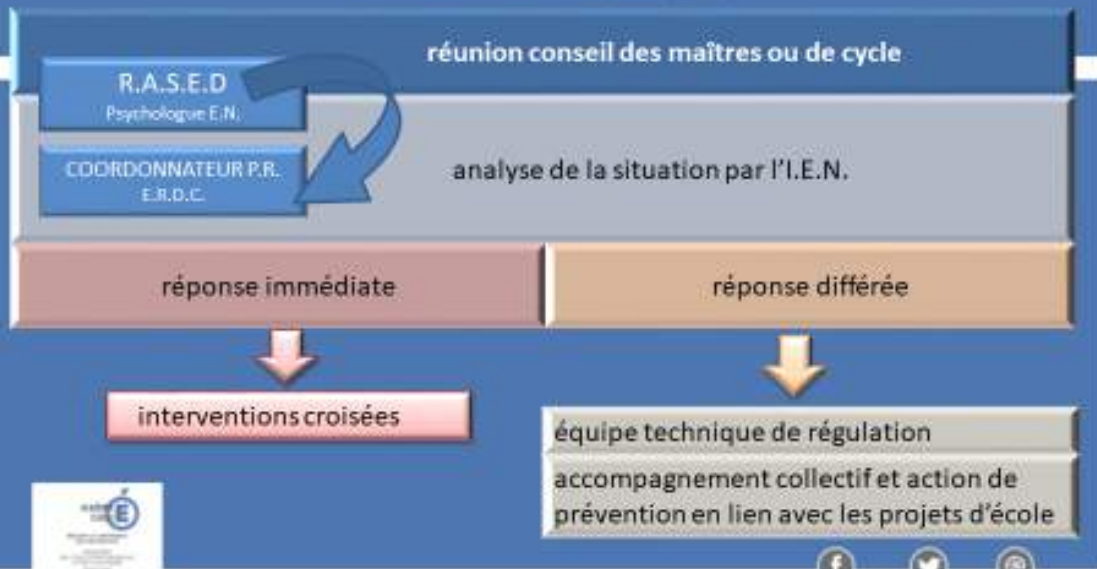 réunion conseil des maîtres ou de cycle
R.A.S.E.D
Psychologue E.N.
COORDONNATEUR P.R.
E.R.D.C.
analyse de la situation par l'I.E.N.
réponse immédiate
réponse différée
interventions croisées
équipe technique de régulation
accompagnement collectif et action de
prévention en lien avec les projets d'école